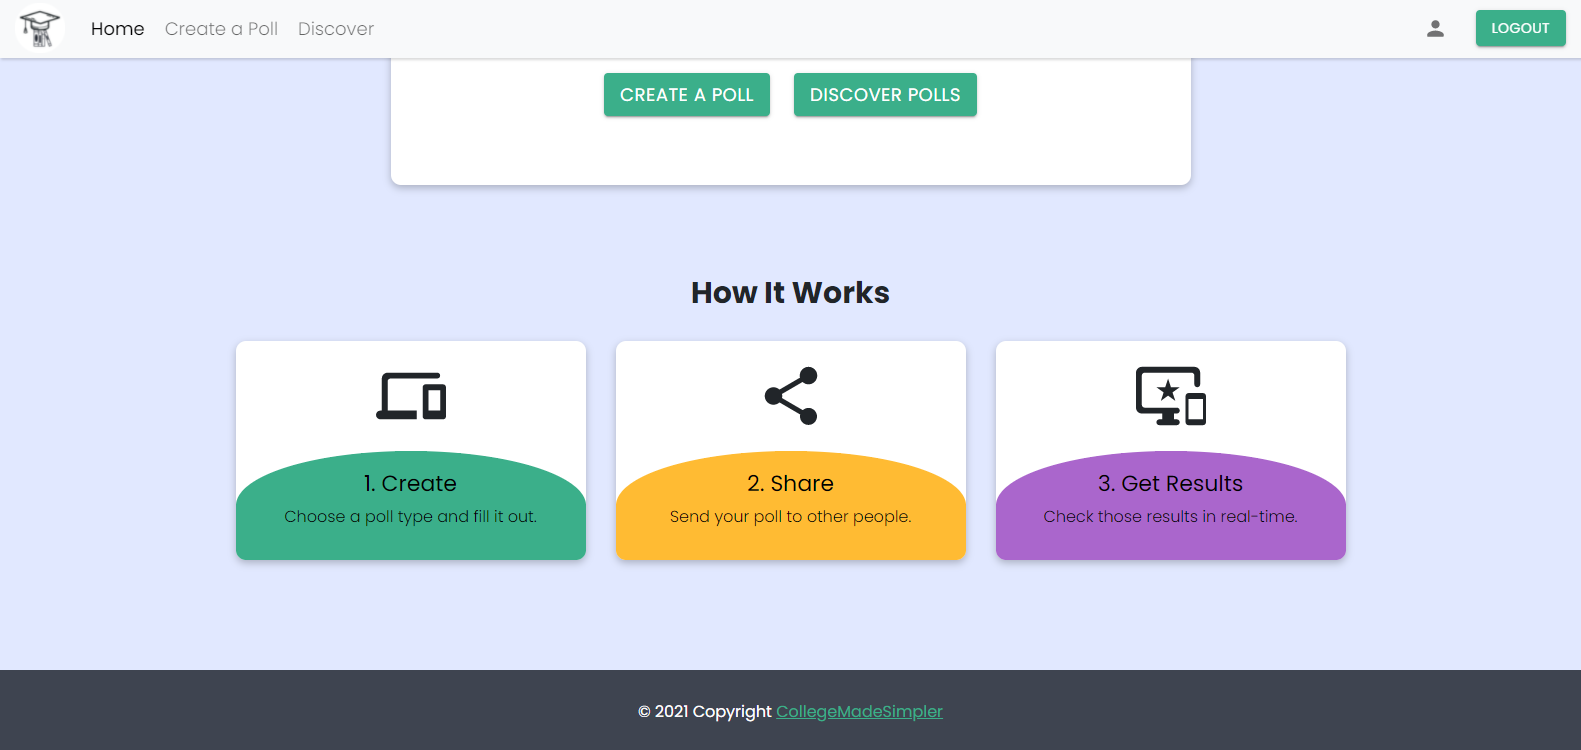 Home Create a Poll Discover LOGOUT
CREATE A POLL DISCOVER POLLS
How It Works
1. Create
Choose a poll type and fill it out.
2. Share
Send your poll to other people.
3. Get Results
Check those results in real-time.
© 2021 Copyright CollegeMadeSimpler